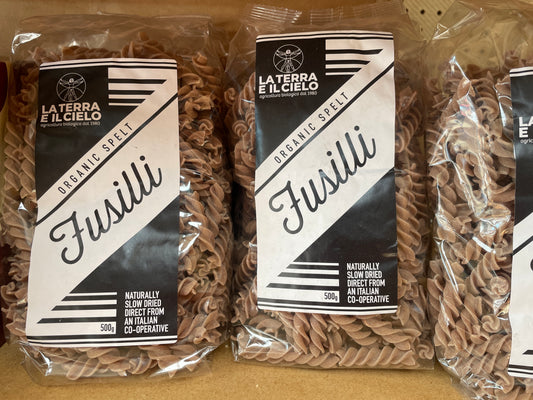 LA TERRA
E IL CIELO
agricoltura biologica dal 1980
ORGANIC SPELT
Fusilli
NATURALLY
SLOW DRIED
DIRECT FROM
AN ITALIAN
CO-OPERATIVE
500g
LA TERRA
E IL CIELO
agricoltura biologica dal 1980
ORGANIC SPELT
Fusilli
NATURALLY
SLOW DRIED
DIRECT FROM
AN ITALIAN
CO-OPERATIVE
500g
LA
E IL